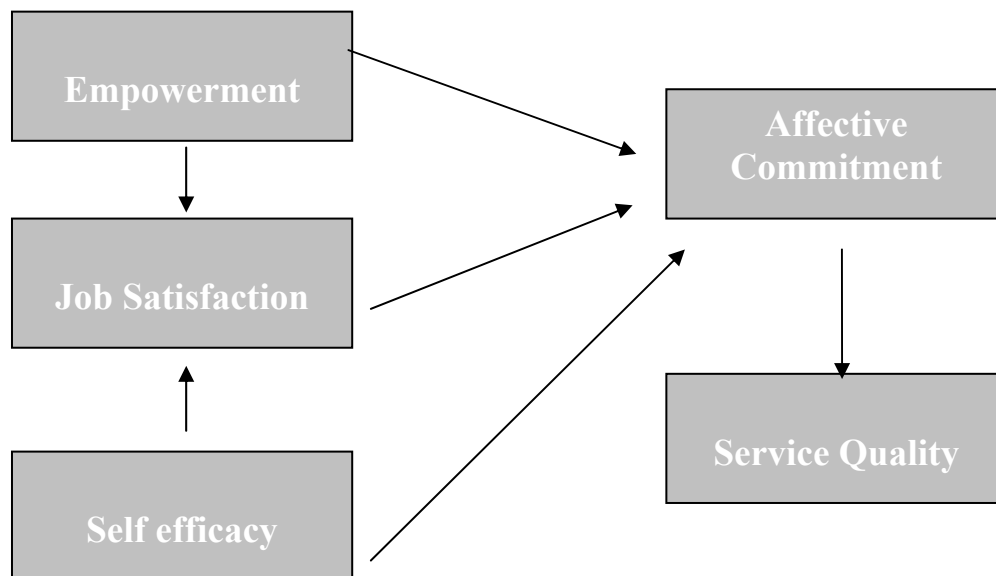 Empowerment
Affective
Commitment
Job Satisfaction
Service Quality
Self efficacy